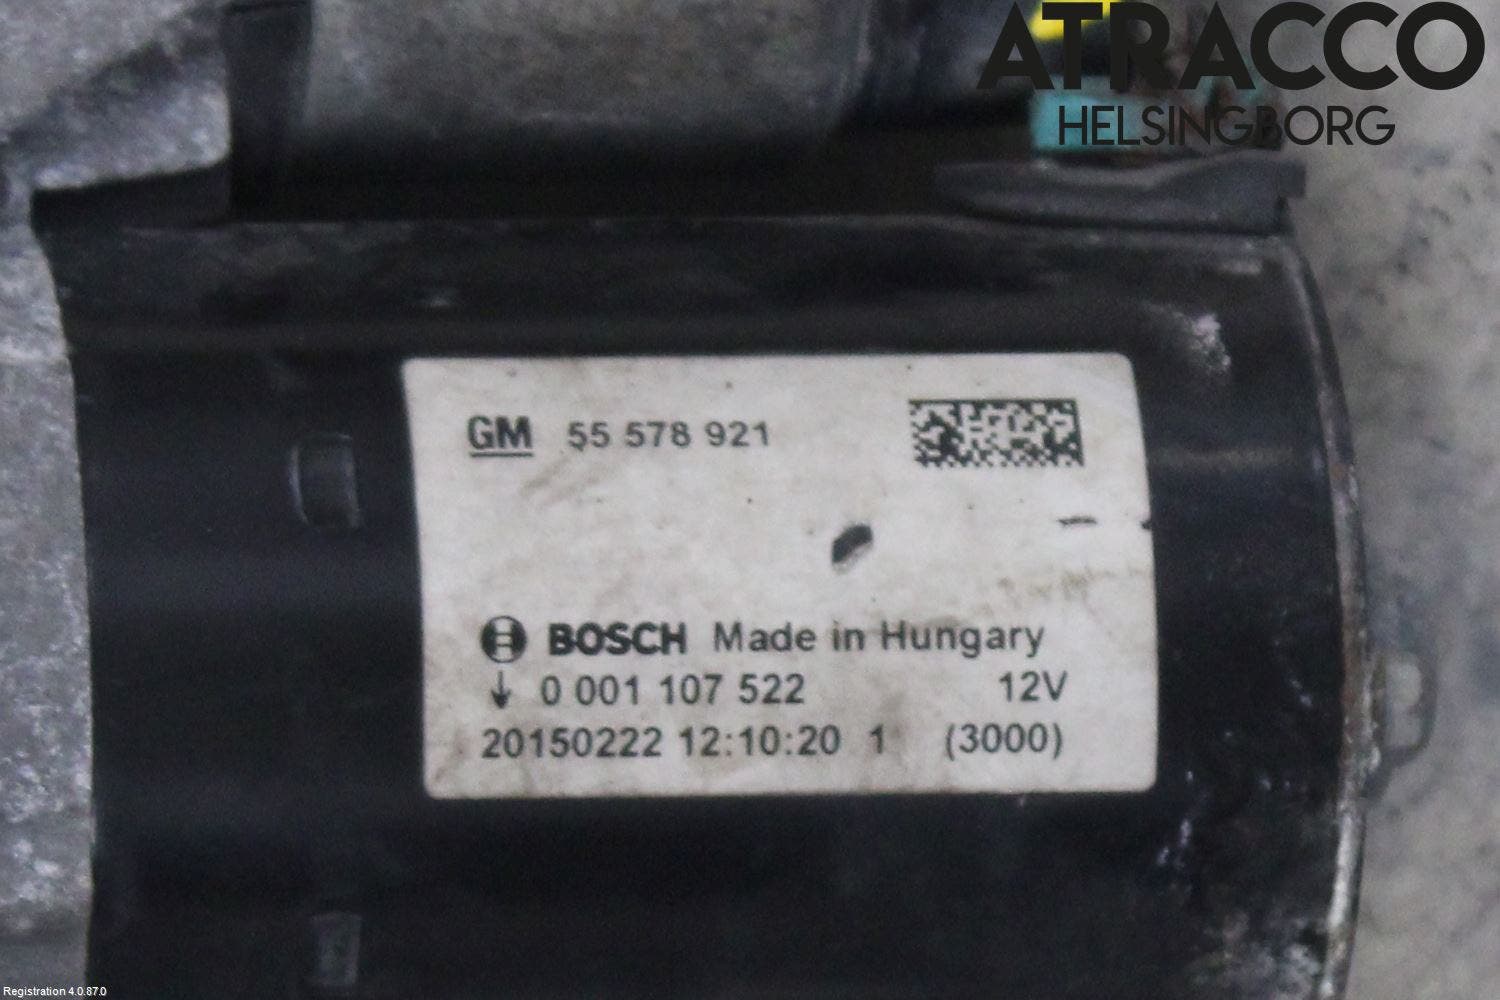 ATRACCO
HELSINGBORG
GM 55 578 921
BOSCH Made in Hungary
↓ 0 001 107 522 12V
20150222 12:10:20 1 (3000)
Registration 4.0.87.0